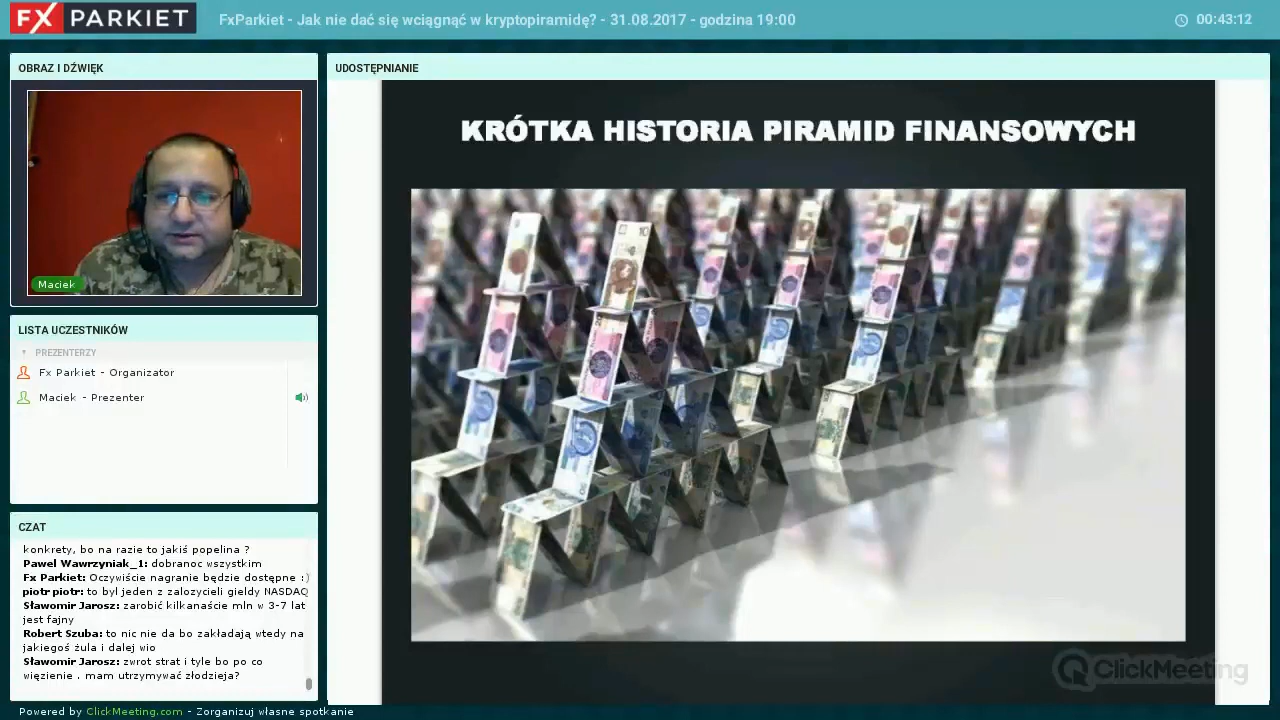 FX PARKIET
FxParkiet - Jak nie dać się wciągnąć w kryptopiramidę? - 31.08.2017 - godzina 19:00
00:43:12
OBRAZ I DŹWIĘK
Maciek
LISTA UCZESTNIKÓW
PREZENTERZY
Fx Parkiet - Organizator
Maciek - Prezenter
CZAT
konkrety, bo na razie to jakiś popelina ?
Pawel Wawrzyniak_1: dobranoc wszystkim
Fx Parkiet: Oczywiście nagranie będzie dostępne :)
piotr piotr: to byl jeden z zalozycieli gieldy NASDAQ
Sławomir Jarosz: zarobić kilkanaście mln w 3-7 lat
jest fajny
Robert Szuba: to nic nie da bo zakładają wtedy na
jakiegoś żula i dalej wio
Sławomir Jarosz: zwrot strat i tyle bo po co
więzienie . mam utrzymywać złodzieja?
UDOSTĘPNIANIE
KRÓTKA HISTORIA PIRAMID FINANSOWYCH
ClickMeeting
Powered by ClickMeeting.com - Zorganizuj własne spotkanie